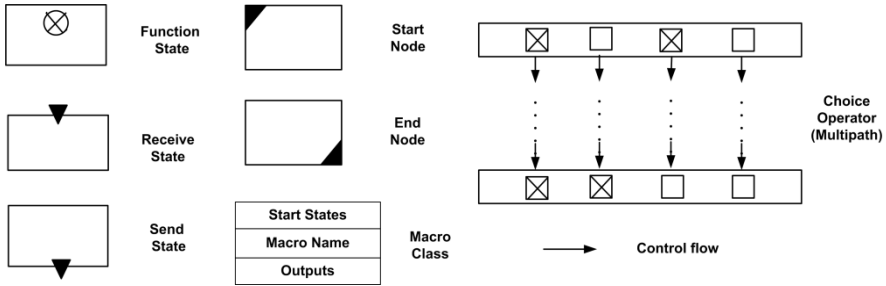 Function
State
Start
Node
Receive
State
End
Node
Choice
Operator
(Multipath)
Send
State
Start States
Macro Name
Outputs
Macro
Class
Control flow